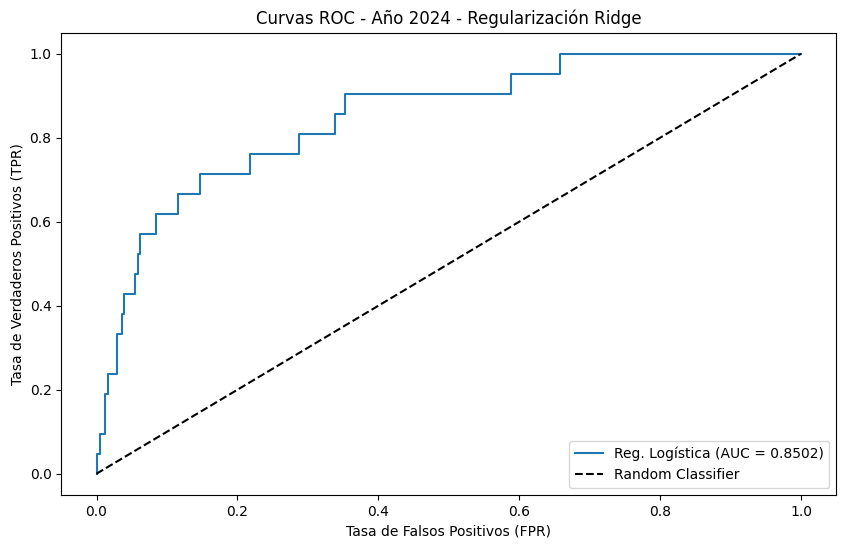 Curvas ROC - Año 2024 - Regularización Ridge
Tasa de Verdaderos Positivos (TPR)
1.0
0.8
0.6
0.4
0.2
0.0
0.0 0.2 0.4 0.6 0.8 1.0
Tasa de Falsos Positivos (FPR)
Reg. Logística (AUC = 0.8502)
Random Classifier